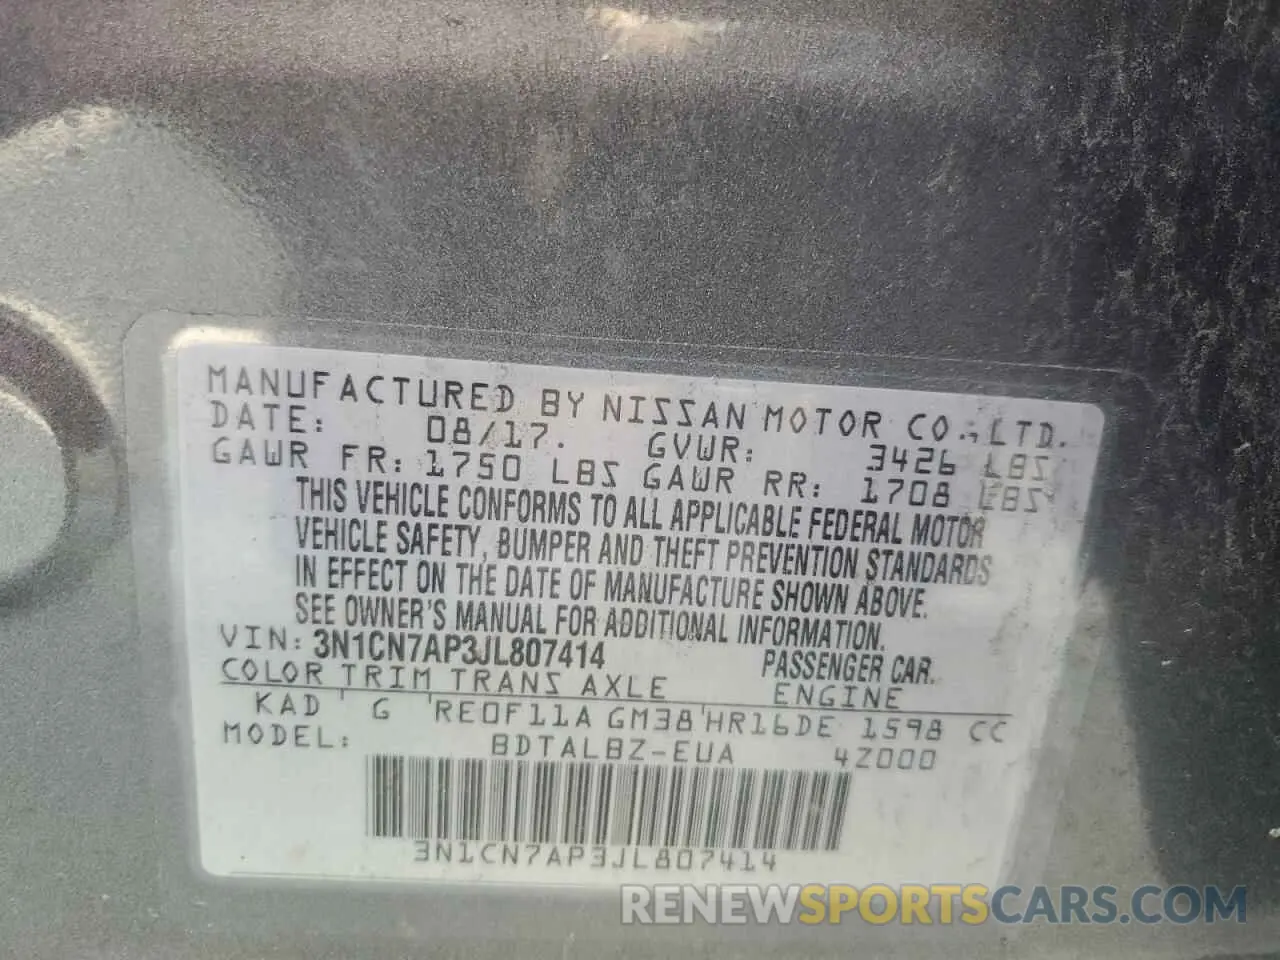 MANUFACTURED BY NISSAN MOTOR CO., LTD.
DATE: 08/17. GVWR: 3426 LBS
GAWR FR: 1750 LBS GAWR RR: 1708 LBS
THIS VEHICLE CONFORMS TO ALL APPLICABLE FEDERAL MOTOR
VEHICLE SAFETY, BUMPER AND THEFT PREVENTION STANDARDS
IN EFFECT ON THE DATE OF MANUFACTURE SHOWN ABOVE.
SEE OWNER'S MANUAL FOR ADDITIONAL INFORMATION.
VIN: 3N1CN7AP3JL807414 PASSENGER CAR.
COLOR TRIM TRANS AXLE ENGINE
KAD ' G 'RE0F11A GM38'HR16DE 1598 CC
MODEL: BDTALBZ-EUA 4Z000
3N1CN7AP3JL807414
RENEWSPORTSCARS.COM